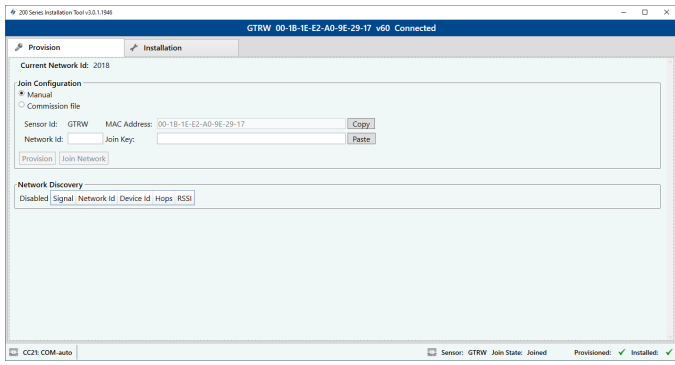 200 Series Installation Tool v3.0.1.1946
GTRW 00-1B-1E-E2-A0-9E-29-17 v60 Connected
Provision
Installation
Current Network Id: 2018
Join Configuration
Manual
Commission file
Sensor Id: GTRW MAC Address: 00-1B-1E-E2-A0-9E-29-17 Copy
Network Id: Join Key: Paste
Provision Join Network
Network Discovery
Disabled Signal Network Id Device Id Hops RSSI
CC21: COM-auto Sensor: GTRW Join State: Joined Provisioned: ✓ Installed: ✓